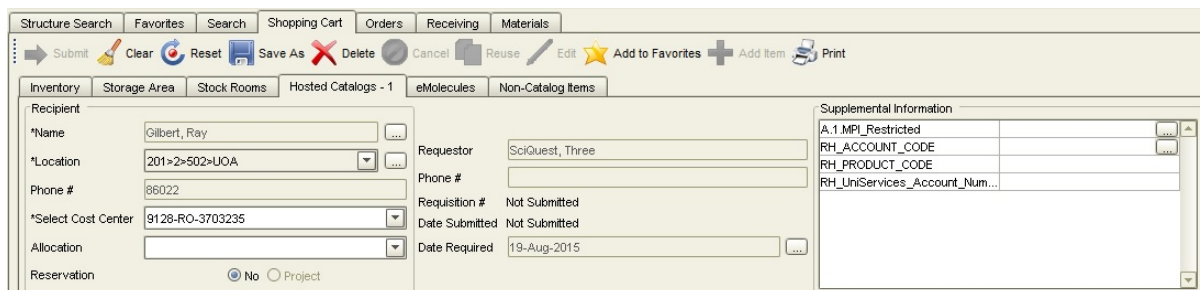 Structure Search Favorites Search Shopping Cart Orders Receiving Materials
Submit Clear Reset Save As Delete Cancel Reuse Edit Add to Favorites Add Item Print
Inventory Storage Area Stock Rooms Hosted Catalogs - 1 eMolecules Non-Catalog Items
Recipient
*Name Gilbert, Ray ...
*Location 201>2>502>UOA ...
Phone # 86022
*Select Cost Center 9128-RO-3703235
Allocation
Reservation No Project
Requestor SciQuest, Three
Phone #
Requisition # Not Submitted
Date Submitted Not Submitted
Date Required 19-Aug-2015 ...
Supplemental Information
A.1.MPI_Restricted ...
RH_ACCOUNT_CODE ...
RH_PRODUCT_CODE
RH_UniServices_Account_Num...